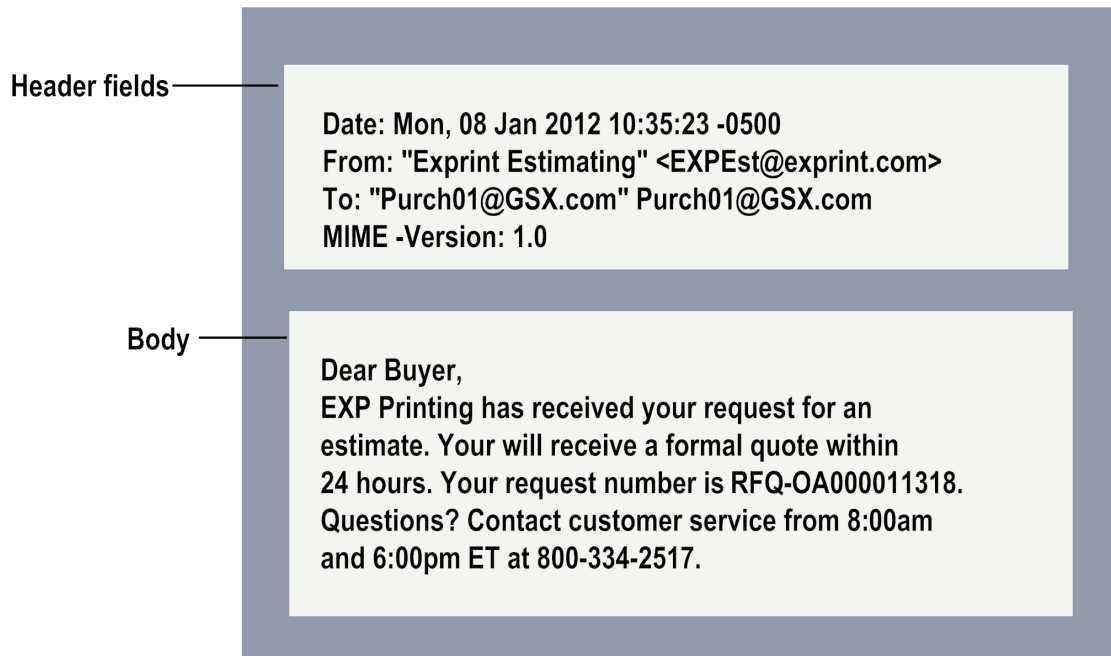 Header fields
Date: Mon, 08 Jan 2012 10:35:23 -0500
From: "Exprint Estimating" <EXPEst@exprint.com>
To: "Purch01@GSX.com" Purch01@GSX.com
MIME -Version: 1.0
Body
Dear Buyer,
EXP Printing has received your request for an
estimate. Your will receive a formal quote within
24 hours. Your request number is RFQ-OA000011318.
Questions? Contact customer service from 8:00am
and 6:00pm ET at 800-334-2517.